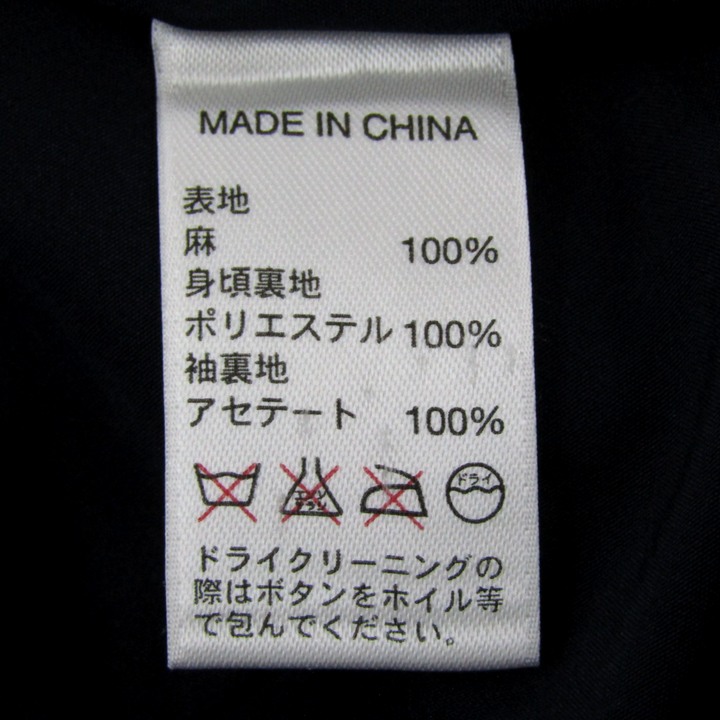 MADE IN CHINA
表地
麻 100%
身頃裏地
ポリエステル 100%
袖裏地
アセテート 100%
ドライ
ドライクリーニングの
際はボタンをホイル等
で包んでください。